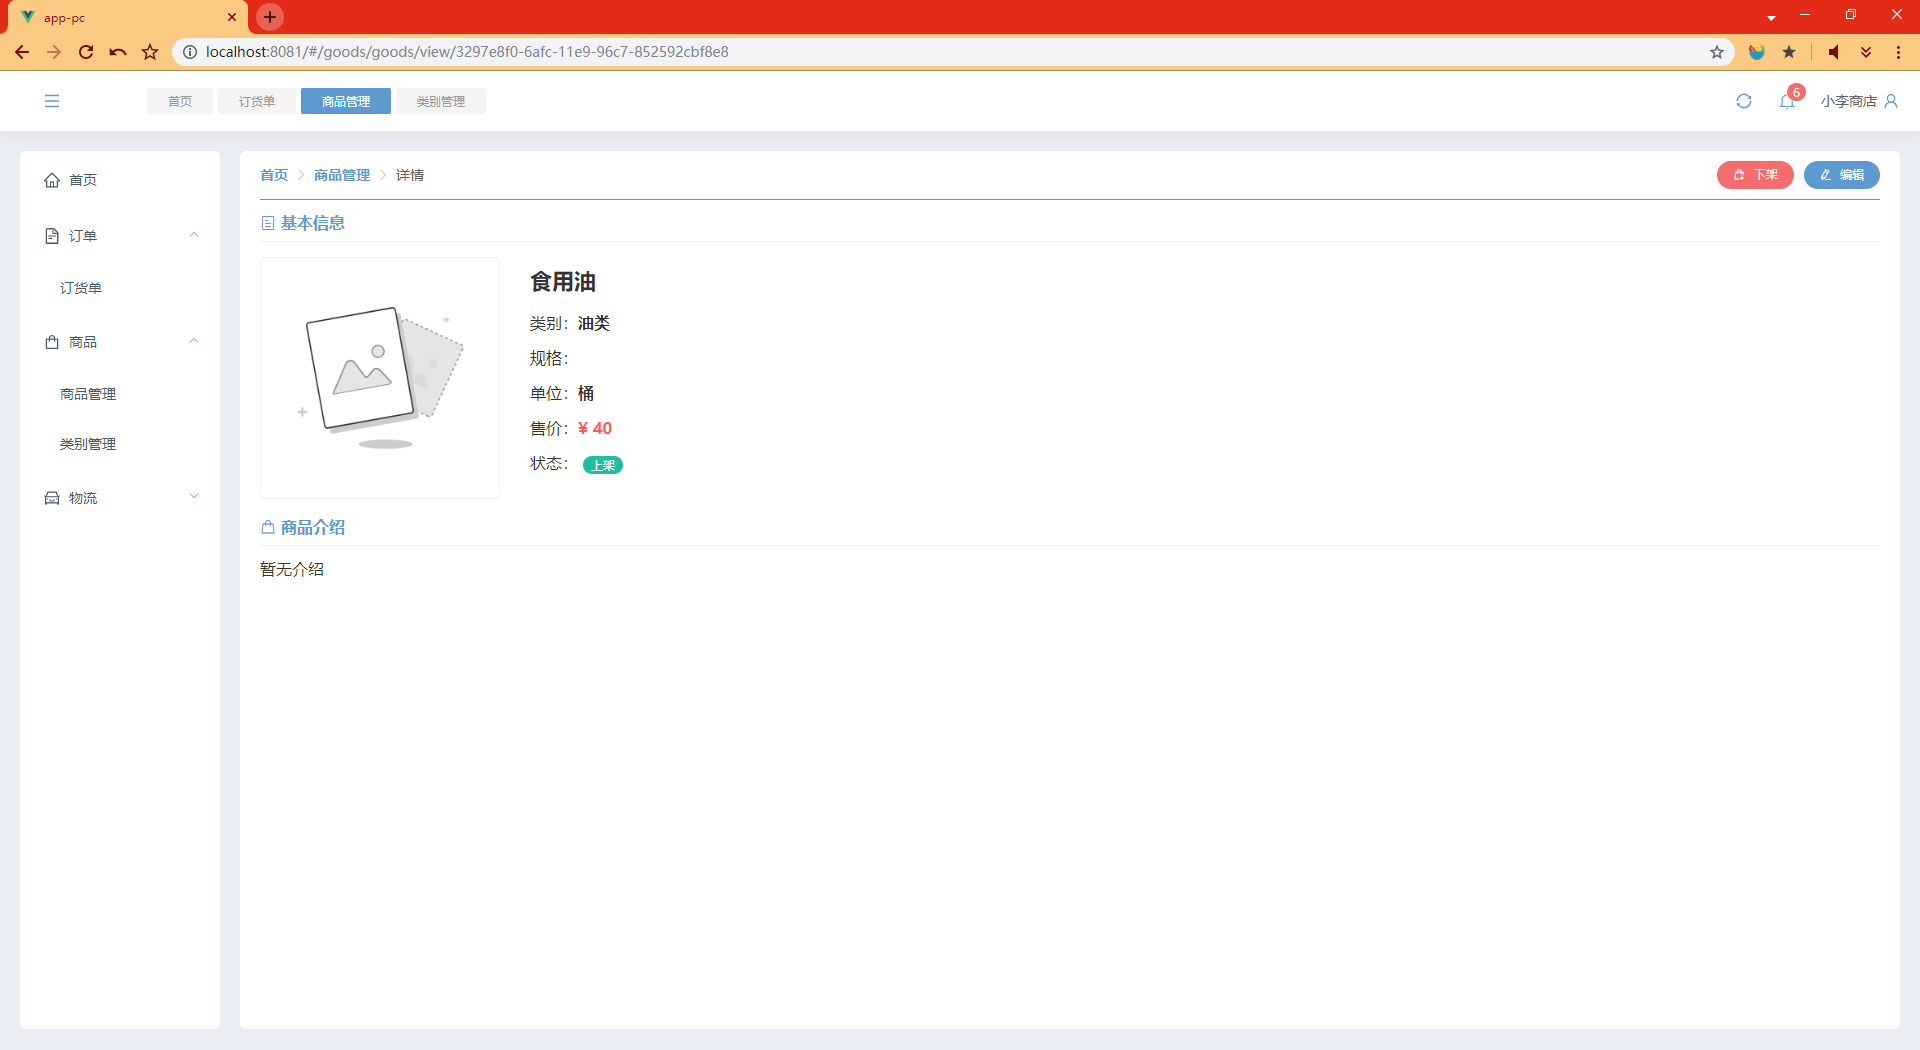 app-pc
localhost:8081/#/goods/goods/view/3297e8f0-6afc-11e9-96c7-852592cbf8e8
首页 订货单 商品管理 类别管理 6 小李商店
首页
订单
订货单
商品
商品管理
类别管理
物流
首页 商品管理 详情 下架 编辑
基本信息
食用油
类别：油类
规格：
单位：桶
售价：¥ 40
状态： 上架
商品介绍
暂无介绍